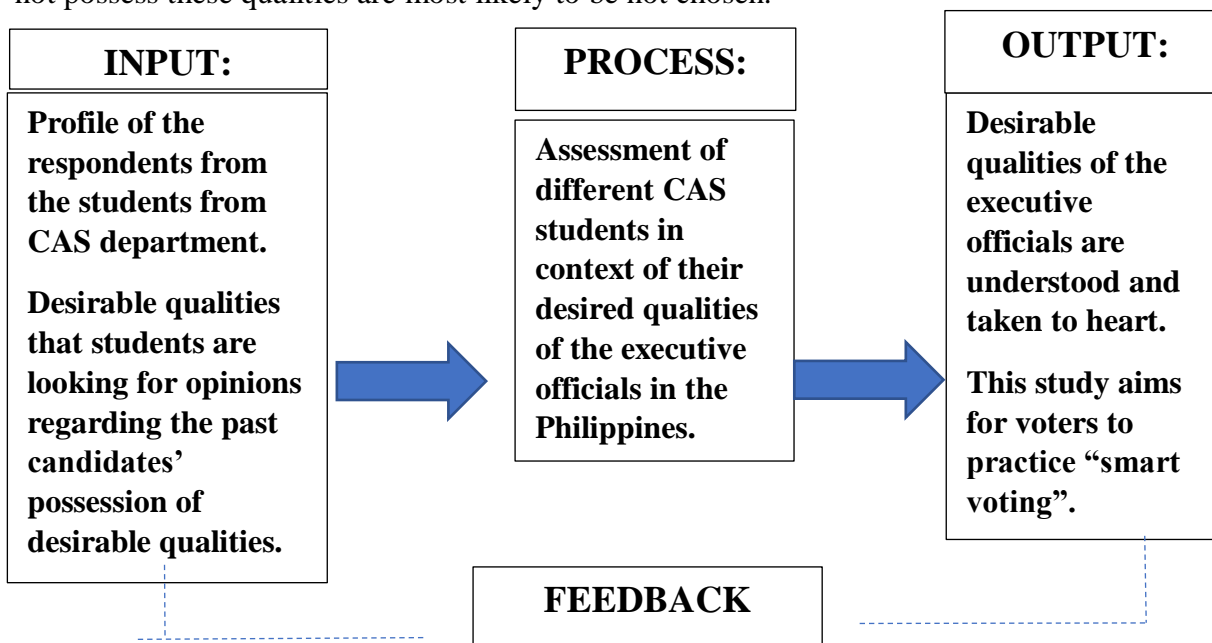 not possess these qualities are most likely to be not chosen.
INPUT:
Profile of the
respondents from
the students from
CAS department.
Desirable qualities
that students are
looking for opinions
regarding the past
candidates’
possession of
desirable qualities.
PROCESS:
Assessment of
different CAS
students in
context of their
desired qualities
of the executive
officials in the
Philippines.
OUTPUT:
Desirable
qualities of the
executive
officials are
understood and
taken to heart.
This study aims
for voters to
practice “smart
voting”.
FEEDBACK